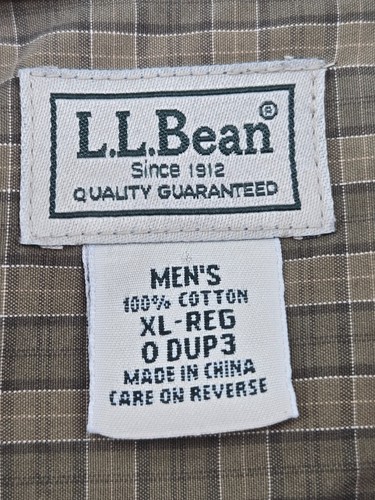 L.L.Bean®
Since 1912
QUALITY GUARANTEED
MEN'S
100% COTTON
XL-REG
0 DUP3
MADE IN CHINA
CARE ON REVERSE